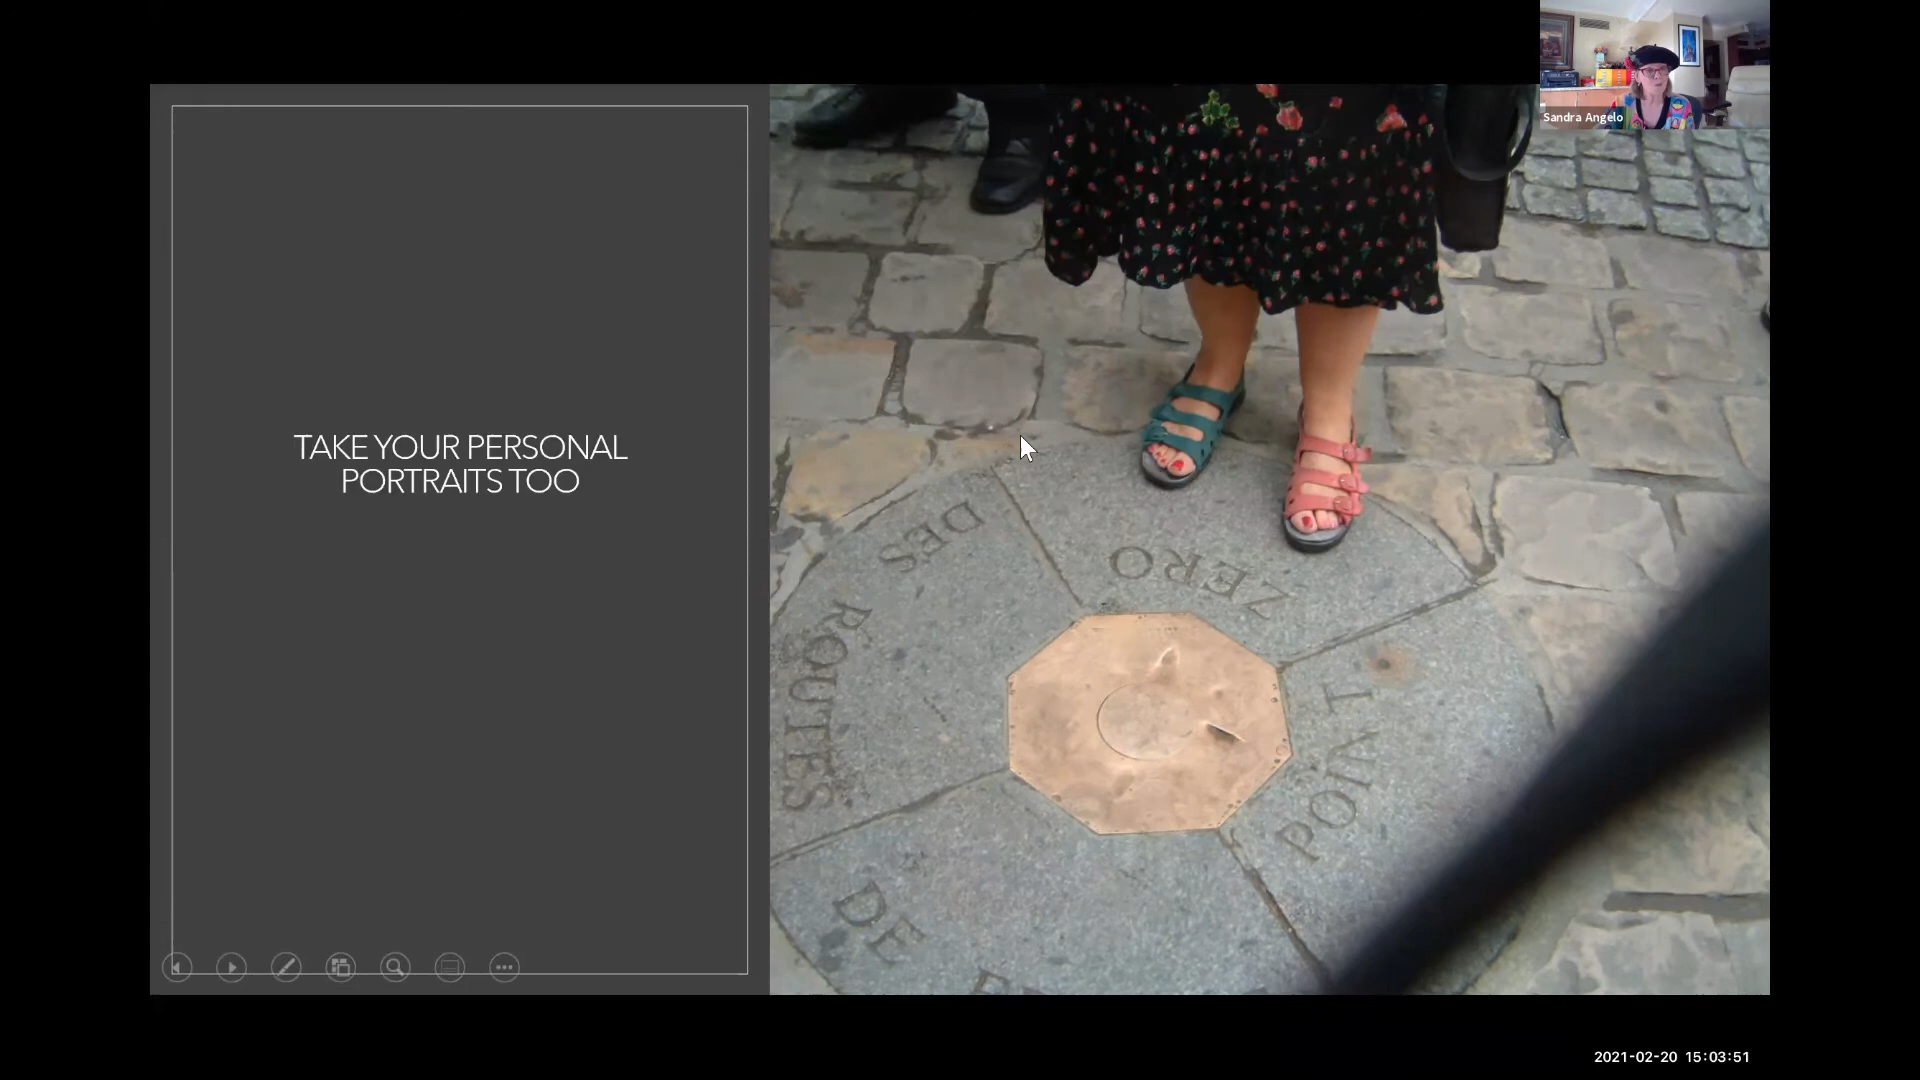 Sandra Angelo
TAKE YOUR PERSONAL
PORTRAITS TOO
POINT
ZERO
DES
ROUTES
DE
2021-02-20 15:03:51